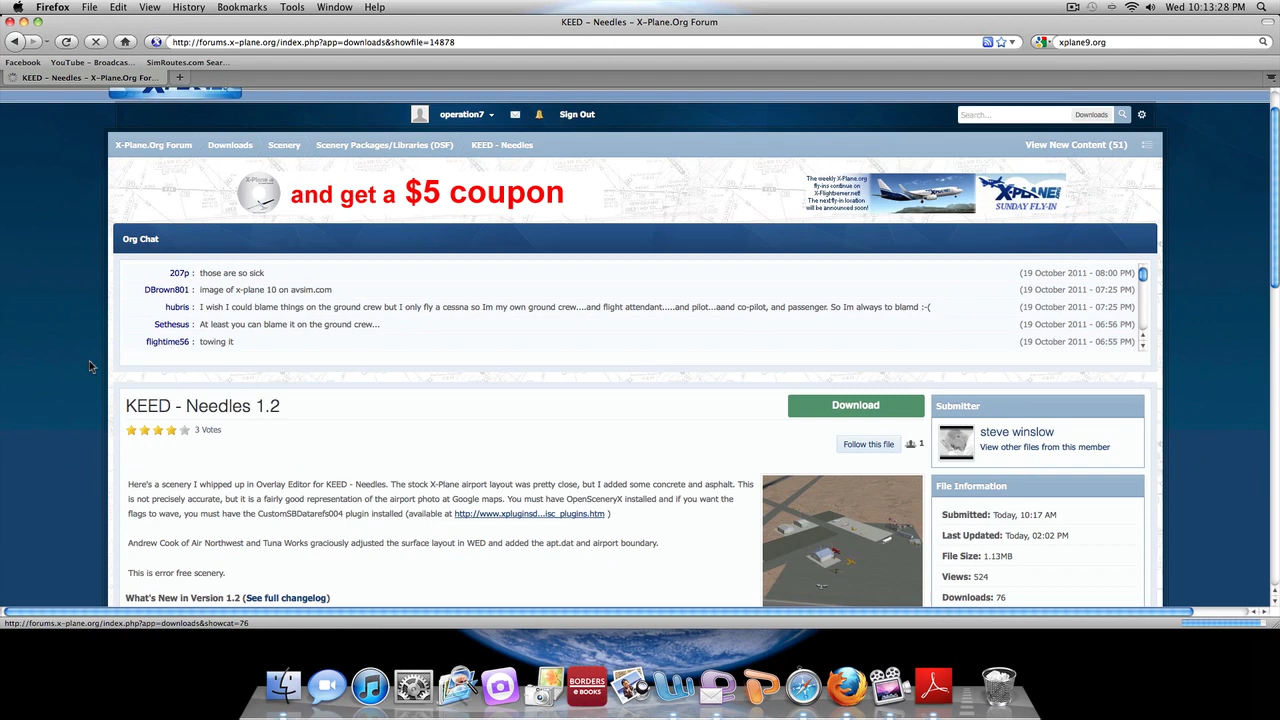 Firefox File Edit View History Bookmarks Tools Window Help Wed 10:13:28 PM
KEED - Needles - X-Plane.Org Forum
http://forums.x-plane.org/index.php?app=downloads&showfile=14878
xplane9.org
Facebook YouTube - Broadcas... SimRoutes.com Sear...
KEED - Needles - X-Plane.Org For...
operation7 Sign Out
Search... Downloads
X-Plane.Org Forum Downloads Scenery Scenery Packages/Libraries (DSF) KEED - Needles
View New Content (51)
and get a $5 coupon
The weekly X-Plane.org
fly-ins continue on
X-Flightserver.net!
The next fly-in location
will be announced soon!
X-PLANE
SUNDAY FLY-IN
Org Chat
207p : those are so sick (19 October 2011 - 08:00 PM)
DBrown801 : image of x-plane 10 on avsim.com (19 October 2011 - 07:25 PM)
hubris : I wish I could blame things on the ground crew but I only fly a cessna so Im my own ground crew....and flight attendant.....and pilot...aand co-pilot, and passenger. So Im always to blamd :-( (19 October 2011 - 07:25 PM)
Sethesus : At least you can blame it on the ground crew... (19 October 2011 - 06:56 PM)
flightime56 : towing it (19 October 2011 - 06:55 PM)
KEED - Needles 1.2
Download
3 Votes
Follow this file 1
Submitter
steve winslow
View other files from this member
Here's a scenery I whipped up in Overlay Editor for KEED - Needles. The stock X-Plane airport layout was pretty close, but I added some concrete and asphalt. This
is not precisely accurate, but it is a fairly good representation of the airport photo at Google maps. You must have OpenSceneryX installed and if you want the
flags to wave, you must have the CustomSBDatarefs004 plugin installed (available at http://www.xpluginsd...isc_plugins.htm )
Andrew Cook of Air Northwest and Tuna Works graciously adjusted the surface layout in WED and added the apt.dat and airport boundary.
This is error free scenery.
What's New in Version 1.2 (See full changelog)
File Information
Submitted: Today, 10:17 AM
Last Updated: Today, 02:02 PM
File Size: 1.13MB
Views: 524
Downloads: 76
http://forums.x-plane.org/index.php?app=downloads&showcat=76
BORDERS
e BOOKS